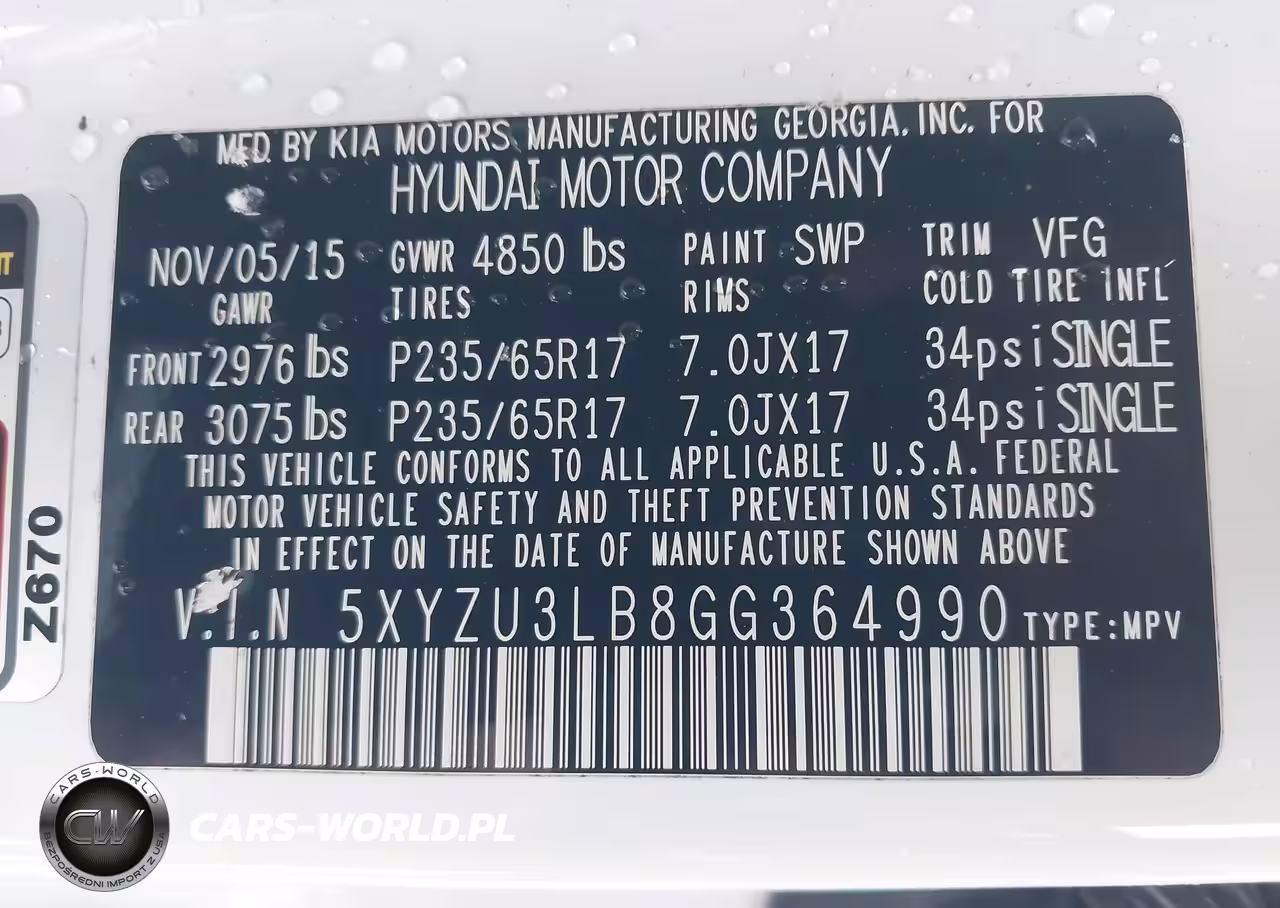 MFD. BY KIA MOTORS MANUFACTURING GEORGIA, INC. FOR
HYUNDAI MOTOR COMPANY
NOV/05/15 GVWR 4850 lbs PAINT SWP TRIM VFG
GAWR TIRES RIMS COLD TIRE INFL
FRONT 2976 lbs P235/65R17 7.0JX17 34psi SINGLE
REAR 3075 lbs P235/65R17 7.0JX17 34psi SINGLE
THIS VEHICLE CONFORMS TO ALL APPLICABLE U.S.A. FEDERAL
MOTOR VEHICLE SAFETY AND THEFT PREVENTION STANDARDS
IN EFFECT ON THE DATE OF MANUFACTURE SHOWN ABOVE
V.I.N 5XYZU3LB8GG364990 TYPE:MPV
Z670
CARS-WORLD
CW
BEZPOŚREDNI IMPORT Z USA
CARS-WORLD.PL